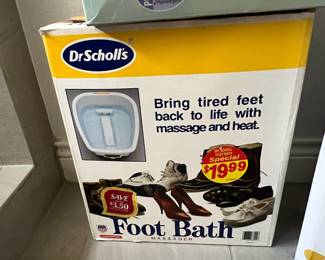 Dr Scholl's
Bring tired feet
back to life with
massage and heat.
Special
$19.99
SAVE
$3.50
Foot Bath
MASSAGER